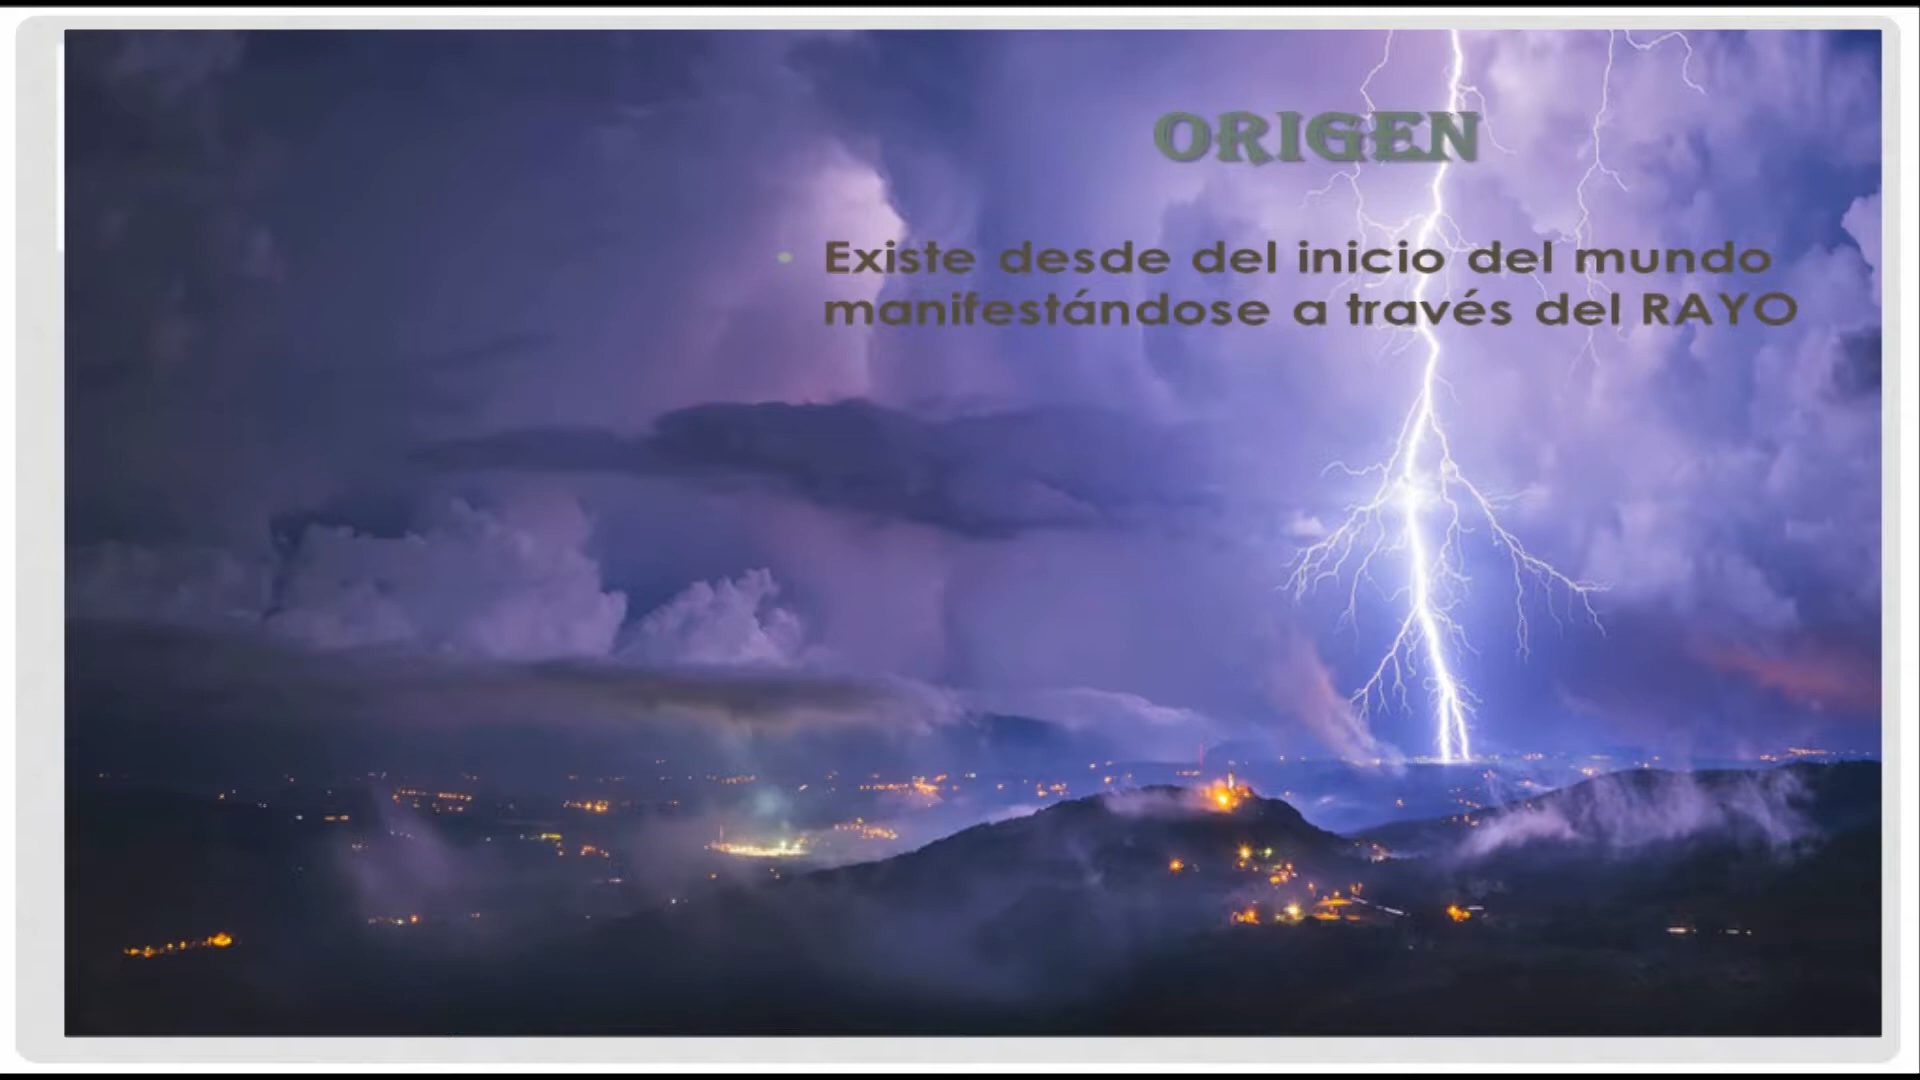 ORIGEN
Existe desde del inicio del mundo
manifestándose a través del RAYO